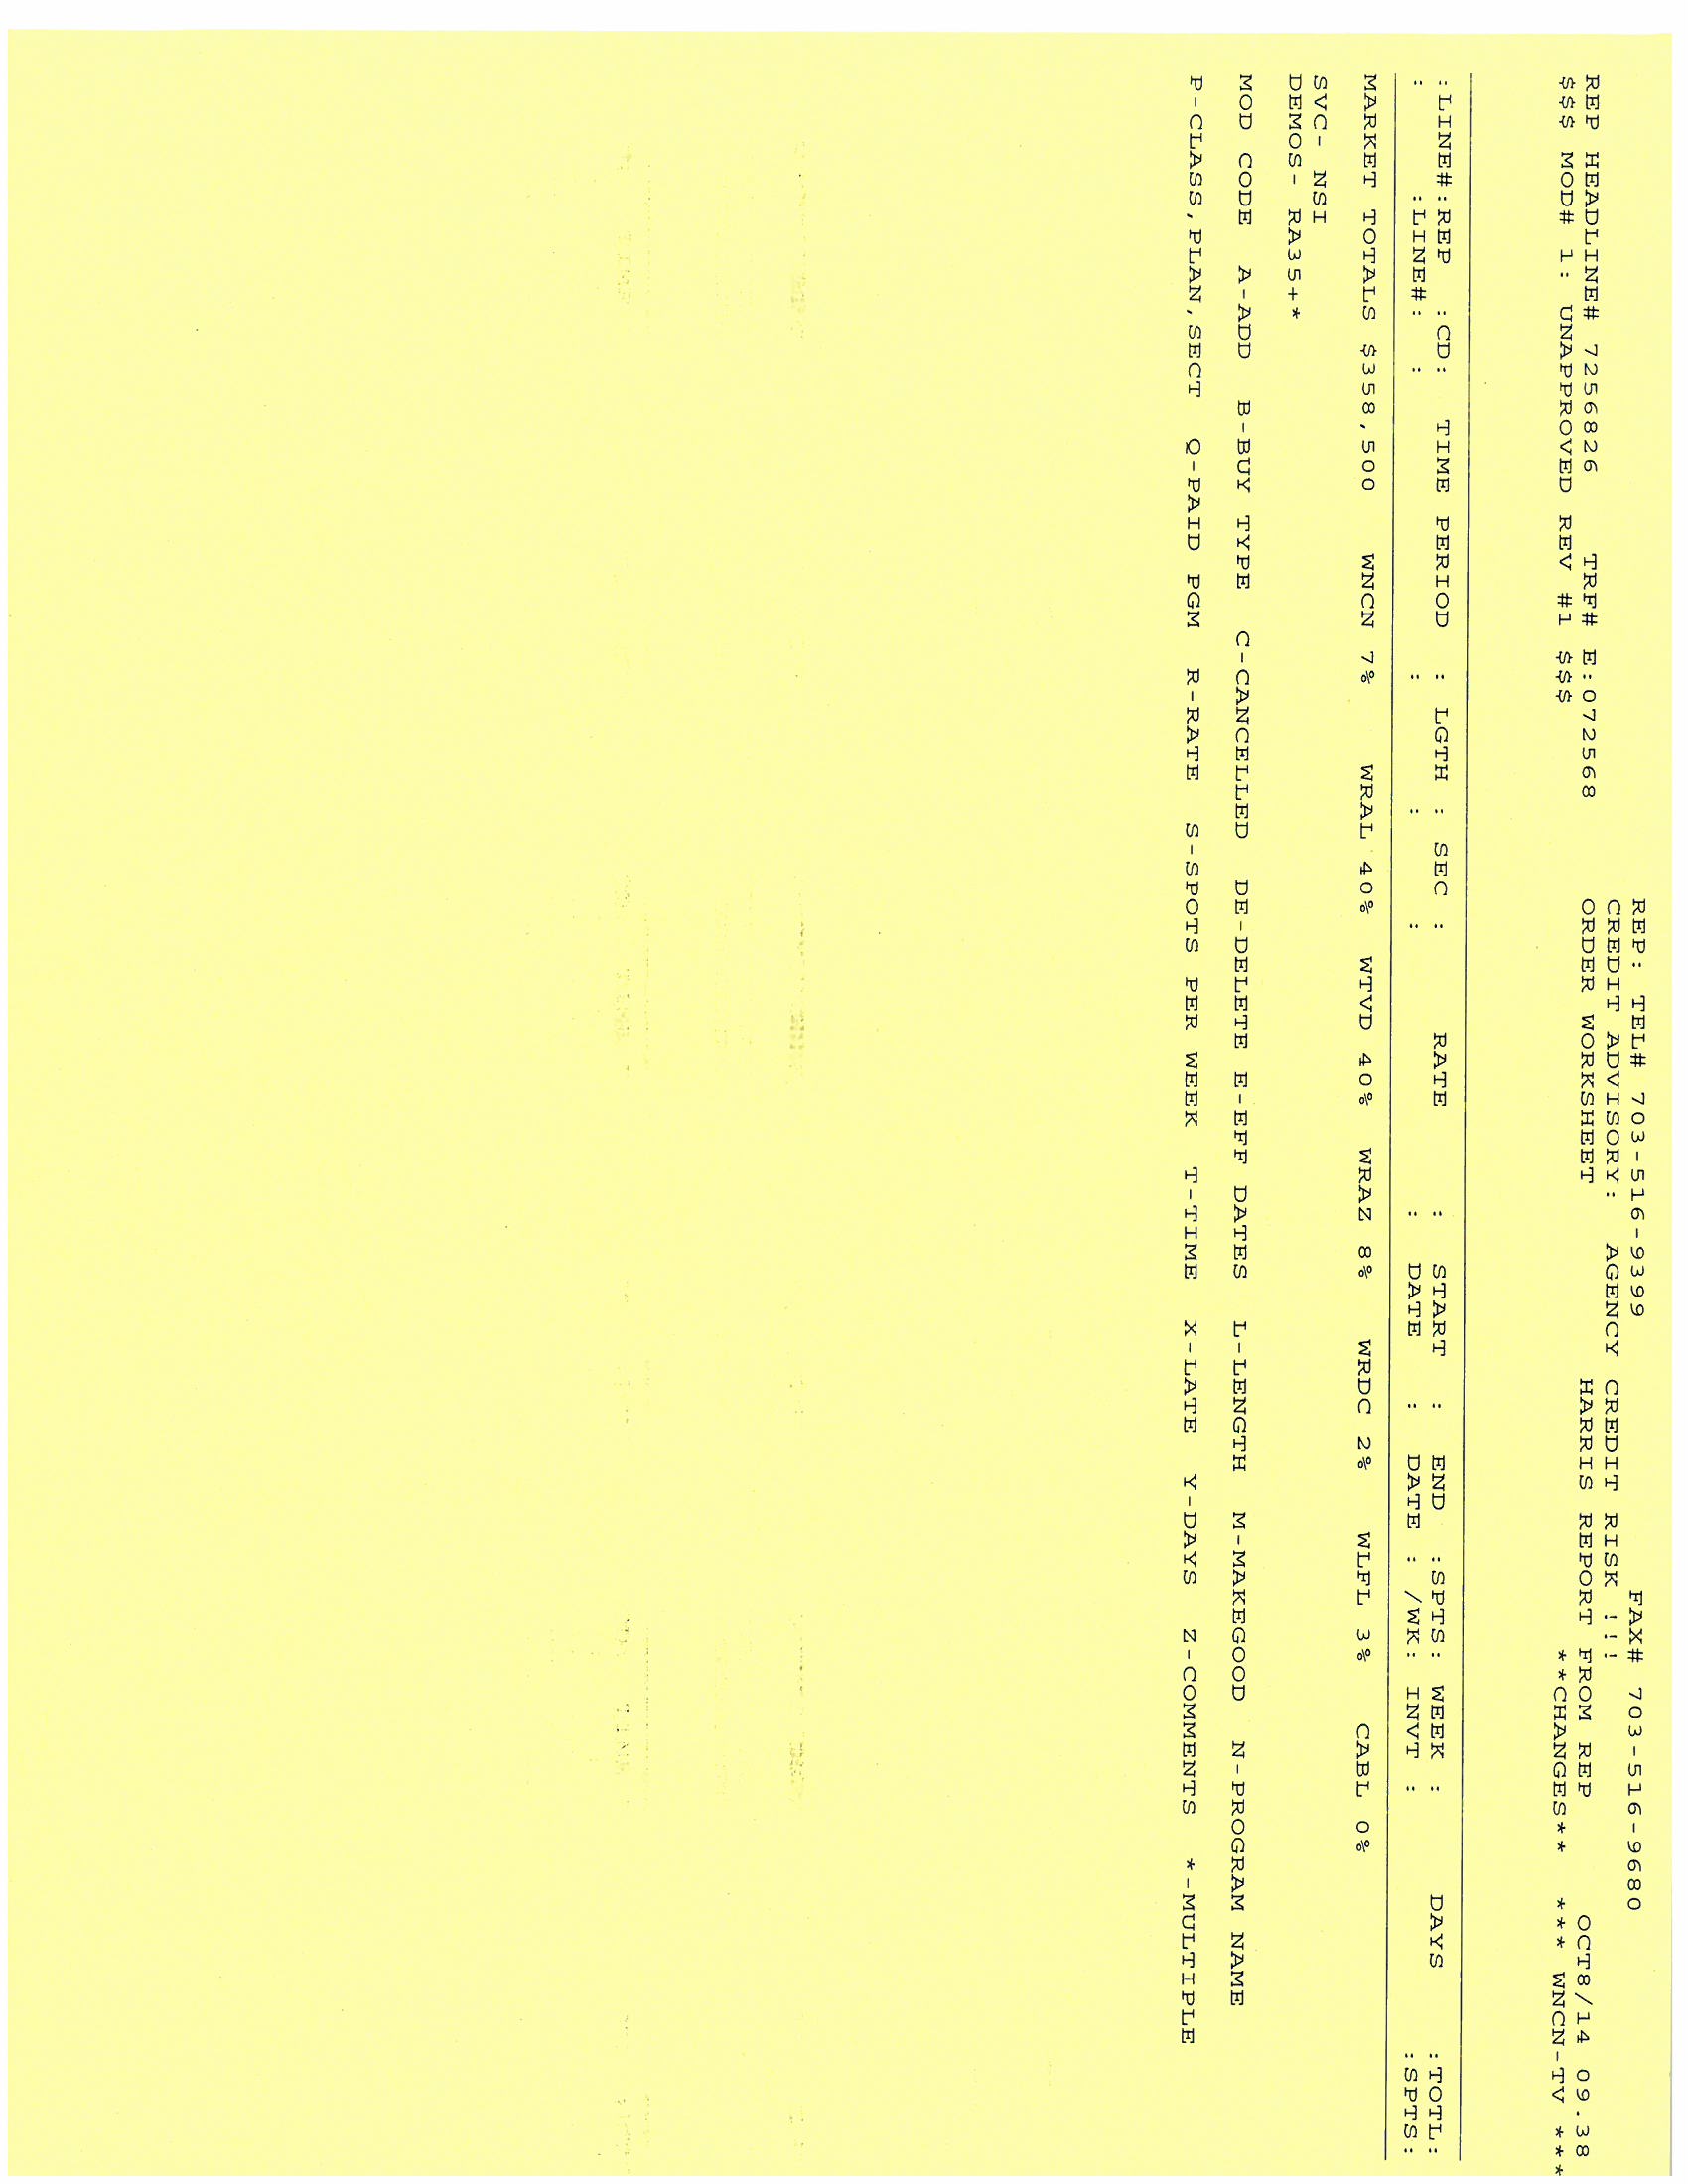 REP: TEL# 703-516-9399 FAX# 703-516-9680
CREDIT ADVISORY: AGENCY CREDIT RISK !!!
REP HEADLINE# 7256826 TRF# E:072568 ORDER WORKSHEET HARRIS REPORT FROM REP OCT8/14 09.38
$$$ MOD# 1: UNAPPROVED REV #1 $$$ **CHANGES** *** WNCN-TV ***
:LINE#:REP :CD: TIME PERIOD : LGTH : SEC : RATE : START : END :SPTS: WEEK : DAYS :TOTL:
: :LINE#: : : : : : DATE : DATE : /WK: INVT : :SPTS:
MARKET TOTALS $358,500 WNCN 7% WRAL 40% WTVD 40% WRAZ 8% WRDC 2% WLFL 3% CABL 0%
SVC- NSI
DEMOS- RA35+*
MOD CODE A-ADD B-BUY TYPE C-CANCELLED DE-DELETE E-EFF DATES L-LENGTH M-MAKEGOOD N-PROGRAM NAME
P-CLASS,PLAN,SECT Q-PAID PGM R-RATE S-SPOTS PER WEEK T-TIME X-LATE Y-DAYS Z-COMMENTS *-MULTIPLE